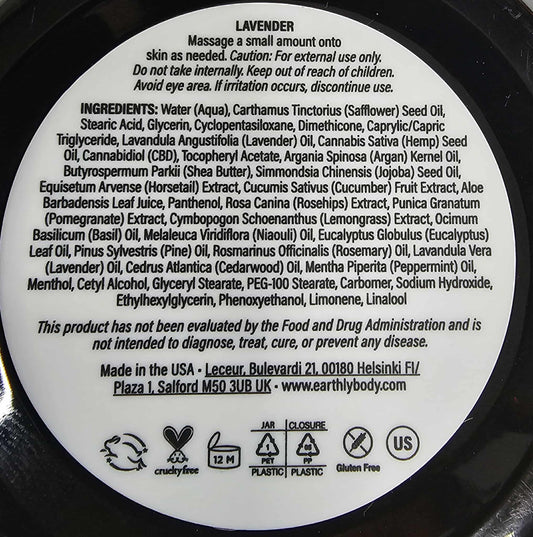 LAVENDER
Massage a small amount onto
skin as needed. Caution: For external use only.
Do not take internally. Keep out of reach of children.
Avoid eye area. If irritation occurs, discontinue use.
INGREDIENTS: Water (Aqua), Carthamus Tinctorius (Safflower) Seed Oil,
Stearic Acid, Glycerin, Cyclopentasiloxane, Dimethicone, Caprylic/Capric
Triglyceride, Lavandula Angustifolia (Lavender) Oil, Cannabis Sativa (Hemp) Seed
Oil, Cannabidiol (CBD), Tocopheryl Acetate, Argania Spinosa (Argan) Kernel Oil,
Butyrospermum Parkii (Shea Butter), Simmondsia Chinensis (Jojoba) Seed Oil,
Equisetum Arvense (Horsetail) Extract, Cucumis Sativus (Cucumber) Fruit Extract, Aloe
Barbadensis Leaf Juice, Panthenol, Rosa Canina (Rosehips) Extract, Punica Granatum
(Pomegranate) Extract, Cymbopogon Schoenanthus (Lemongrass) Extract, Ocimum
Basilicum (Basil) Oil, Melaleuca Viridiflora (Niaouli) Oil, Eucalyptus Globulus (Eucalyptus)
Leaf Oil, Pinus Sylvestris (Pine) Oil, Rosmarinus Officinalis (Rosemary) Oil, Lavandula Vera
(Lavender) Oil, Cedrus Atlantica (Cedarwood) Oil, Mentha Piperita (Peppermint) Oil,
Menthol, Cetyl Alcohol, Glyceryl Stearate, PEG-100 Stearate, Carbomer, Sodium Hydroxide,
Ethylhexylglycerin, Phenoxyethanol, Limonene, Linalool
This product has not been evaluated by the Food and Drug Administration and is
not intended to diagnose, treat, cure, or prevent any disease.
Made in the USA • Leceur, Bulevardi 21, 00180 Helsinki FI/
Plaza 1, Salford M50 3UB UK • www.earthlybody.com
JAR CLOSURE
cruelty free 12 M 1 PET 5 PP Gluten Free US
PLASTIC PLASTIC